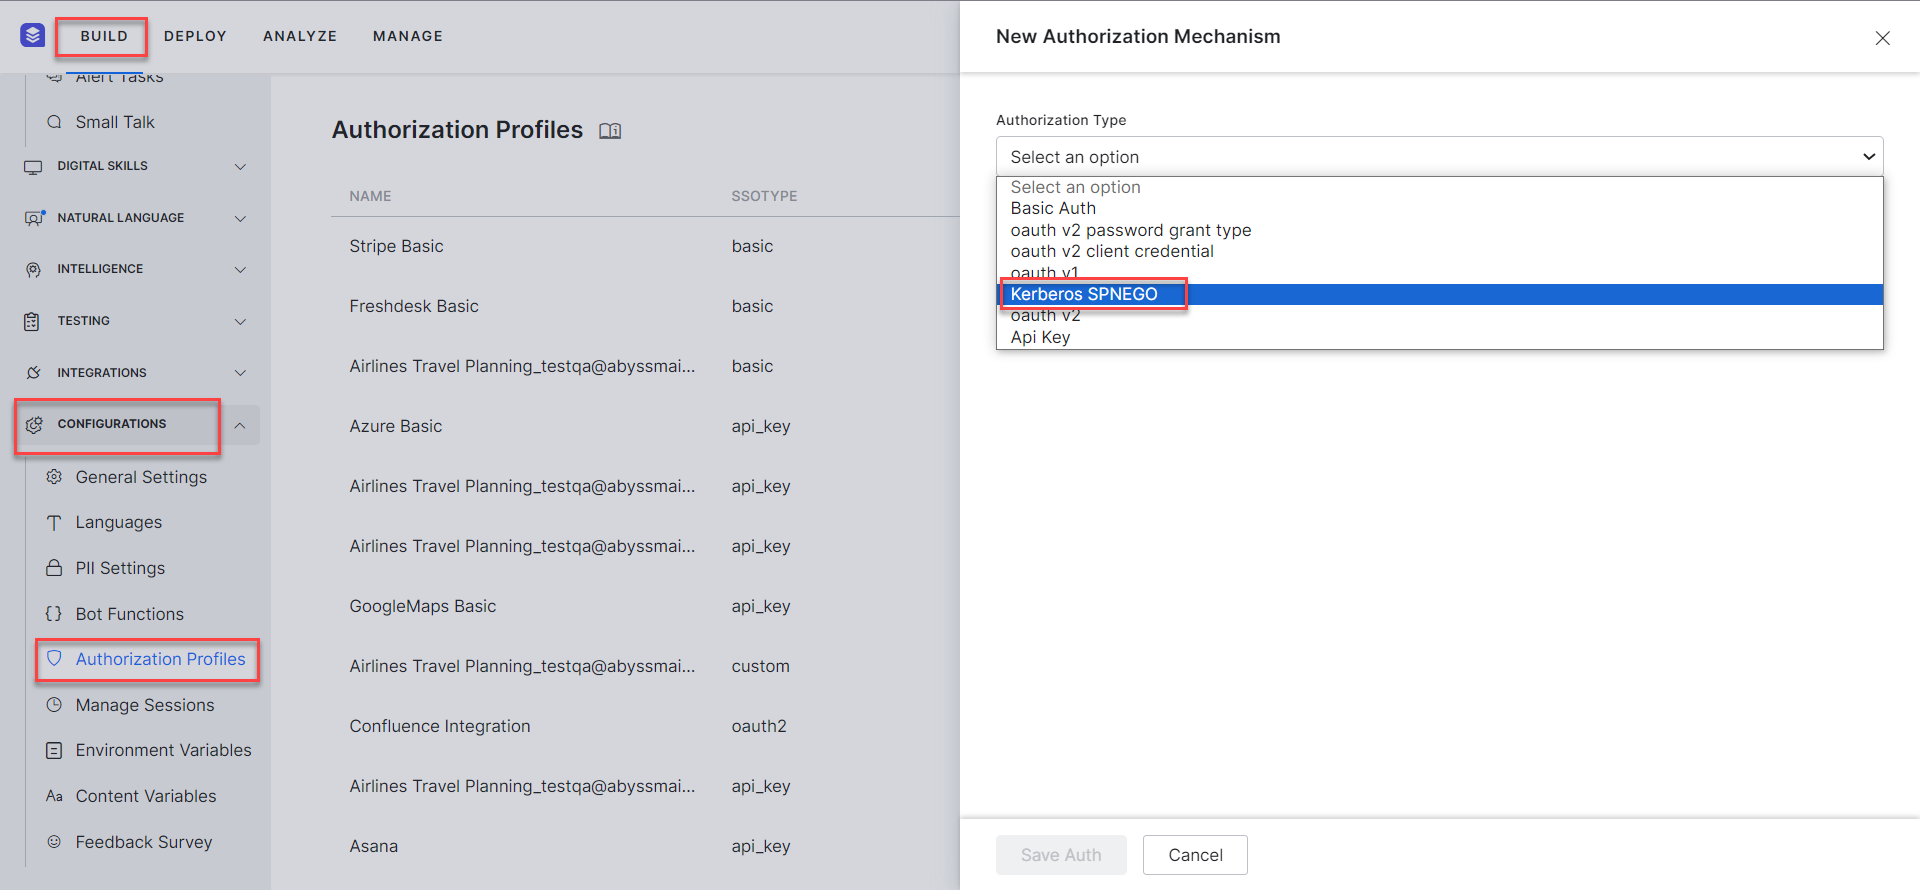 BUILD DEPLOY ANALYZE MANAGE
Alert Tasks
Small Talk
DIGITAL SKILLS
NATURAL LANGUAGE
INTELLIGENCE
TESTING
INTEGRATIONS
CONFIGURATIONS
General Settings
Languages
PII Settings
{} Bot Functions
Authorization Profiles
Manage Sessions
Environment Variables
Aa Content Variables
Feedback Survey
Authorization Profiles
NAME SSOTYPE
Stripe Basic basic
Freshdesk Basic basic
Airlines Travel Planning_testqa@abyssmai... basic
Azure Basic api_key
Airlines Travel Planning_testqa@abyssmai... api_key
Airlines Travel Planning_testqa@abyssmai... api_key
GoogleMaps Basic api_key
Airlines Travel Planning_testqa@abyssmai... custom
Confluence Integration oauth2
Airlines Travel Planning_testqa@abyssmai... api_key
Asana api_key
New Authorization Mechanism
Authorization Type
Select an option
Select an option
Basic Auth
oauth v2 password grant type
oauth v2 client credential
oauth v1
Kerberos SPNEGO
oauth v2
Api Key
Save Auth Cancel